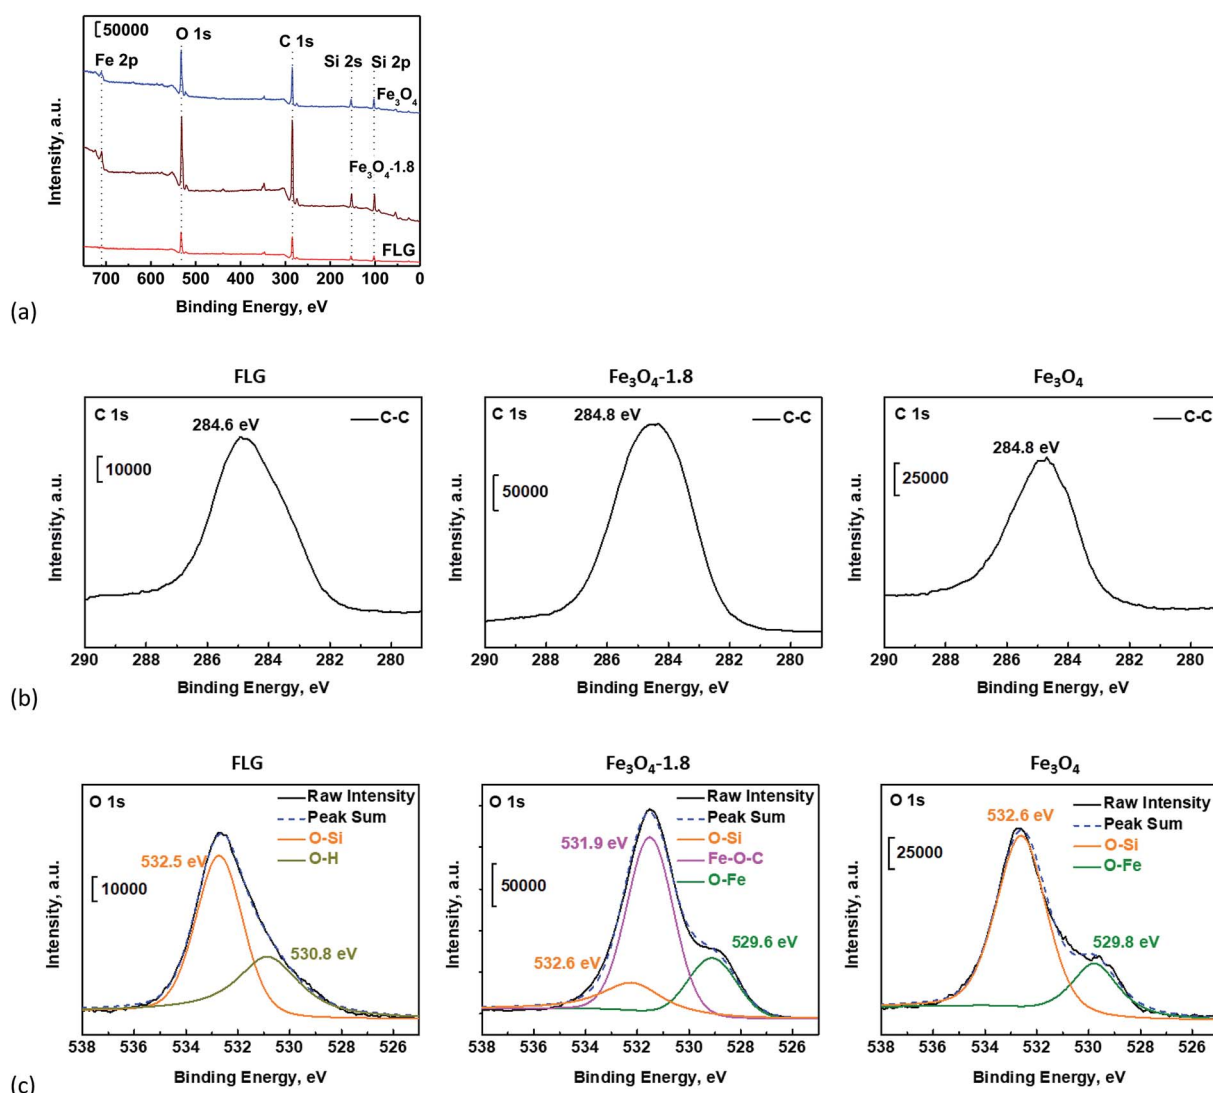 50000
O 1s
C 1s
Fe 2p
Si 2s
Si 2p
Fe₃O₄
Fe₃O₄-1.8
FLG
Intensity, a.u.
700 600 500 400 300 200 100 0
Binding Energy, eV
(a)
FLG
C 1s
284.6 eV
C-C
10000
Intensity, a.u.
290 288 286 284 282 280
Binding Energy, eV
Fe₃O₄-1.8
C 1s
284.8 eV
C-C
50000
Intensity, a.u.
290 288 286 284 282 280
Binding Energy, eV
Fe₃O₄
C 1s
284.8 eV
C-C
25000
Intensity, a.u.
290 288 286 284 282 280
Binding Energy, eV
(b)
FLG
O 1s
Raw Intensity
Peak Sum
O-Si
O-H
532.5 eV
10000
530.8 eV
Intensity, a.u.
538 536 534 532 530 528 526
Binding Energy, eV
Fe₃O₄-1.8
O 1s
Raw Intensity
Peak Sum
O-Si
Fe-O-C
O-Fe
531.9 eV
50000
532.6 eV
529.6 eV
Intensity, a.u.
538 536 534 532 530 528 526
Binding Energy, eV
Fe₃O₄
O 1s
532.6 eV
Raw Intensity
Peak Sum
O-Si
O-Fe
25000
529.8 eV
Intensity, a.u.
538 536 534 532 530 528 526
Binding Energy, eV
(c)